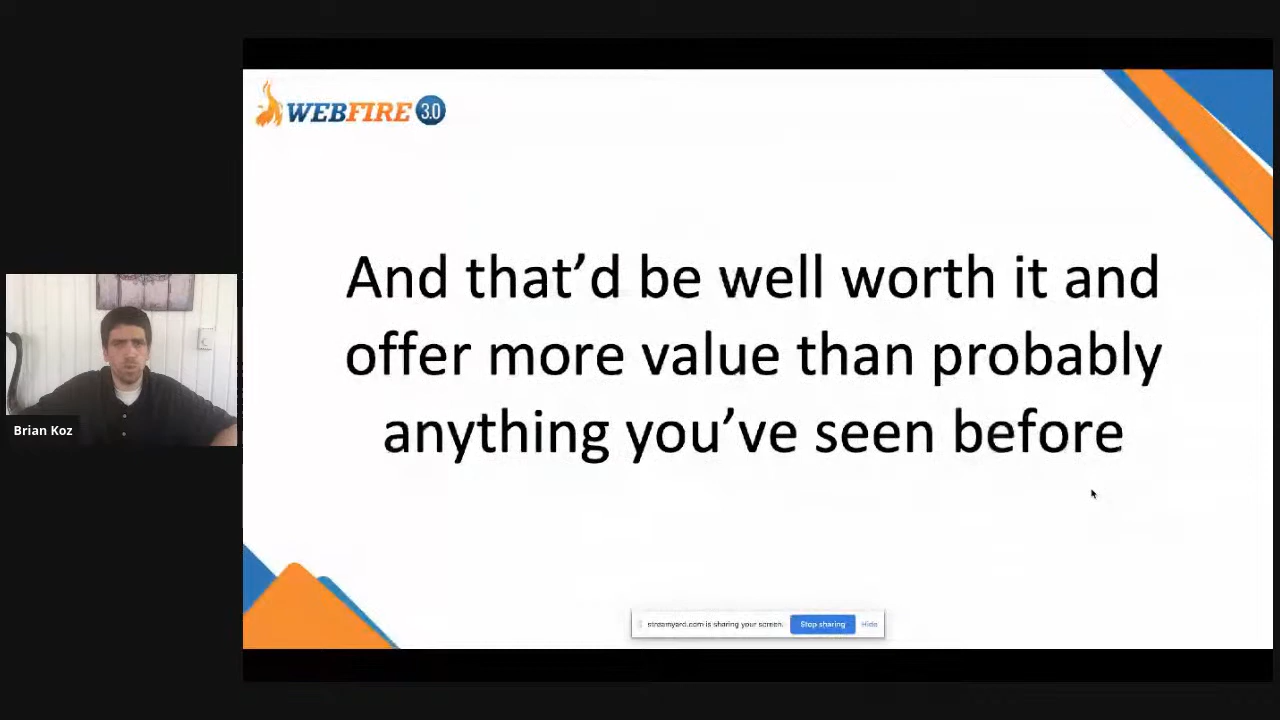 WEBFIRE 3.0
And that’d be well worth it and
offer more value than probably
anything you’ve seen before
Brian Koz
streamyard.com is sharing your screen. Stop sharing Hide